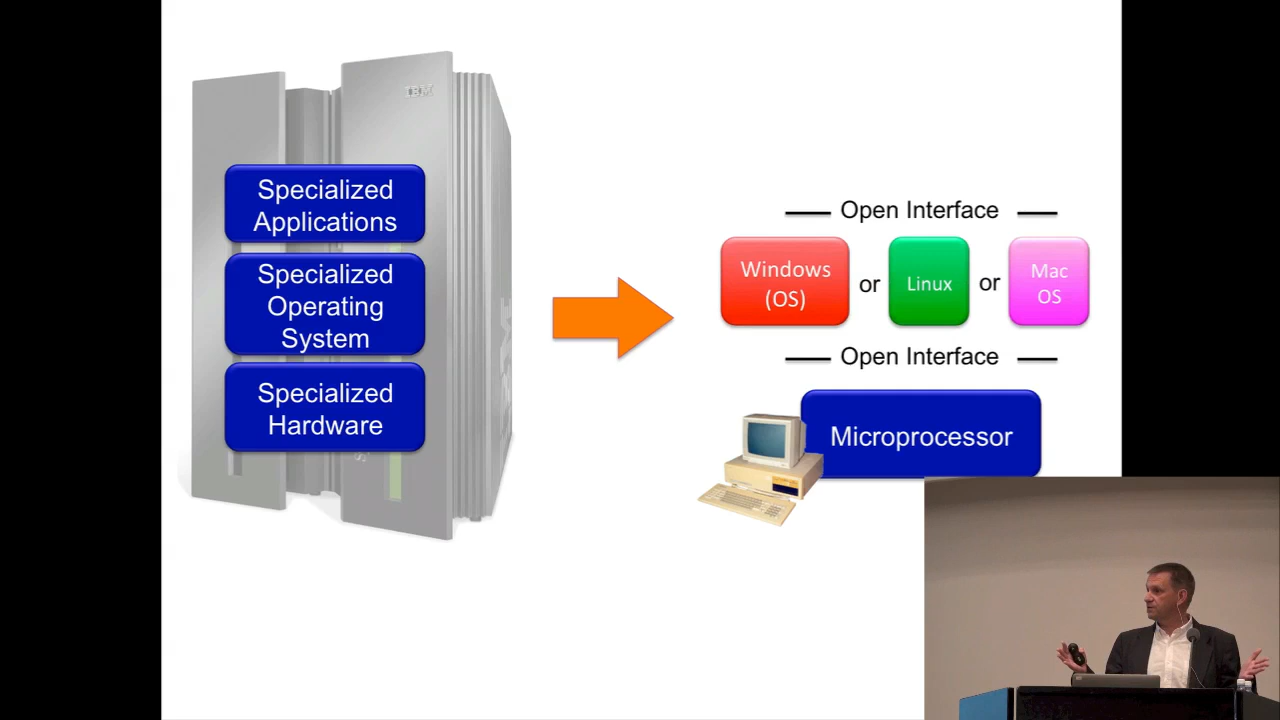 IBM
Specialized
Applications
Specialized
Operating
System
Specialized
Hardware
Open Interface
Windows
(OS)
or
Linux
or
Mac
OS
Open Interface
Microprocessor